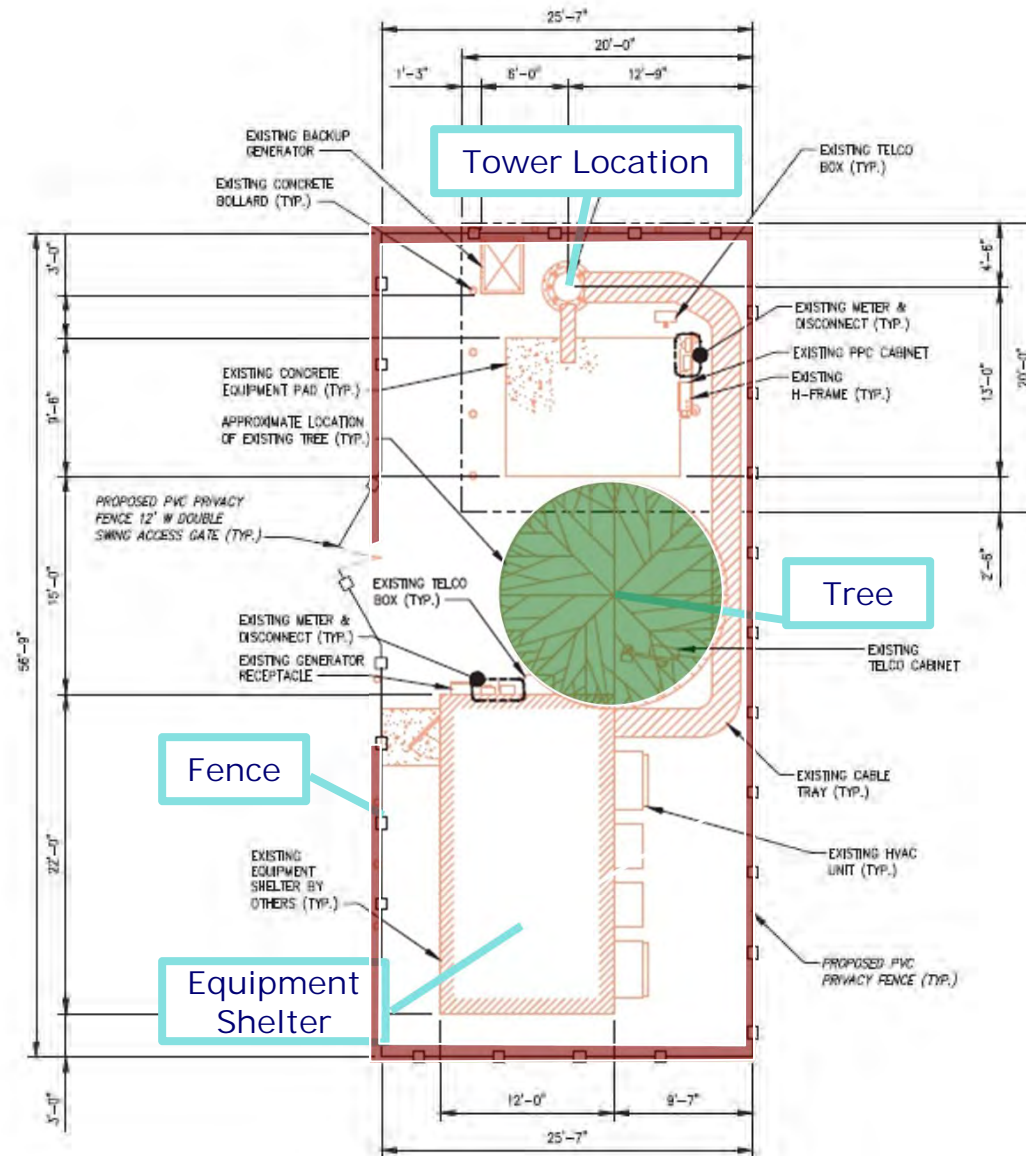 25'-7"
20'-0"
1'-3"
6'-0"
12'-9"
EXISTING BACKUP
GENERATOR
Tower Location
EXISTING TELCO
BOX (TYP.)
EXISTING CONCRETE
BOLLARD (TYP.)
3'-0"
4'-6"
EXISTING METER &
DISCONNECT (TYP.)
EXISTING PPC CABINET
EXISTING
H-FRAME (TYP.)
EXISTING CONCRETE
EQUIPMENT PAD (TYP.)
9'-6"
13'-0"
20'-0"
APPROXIMATE LOCATION
OF EXISTING TREE (TYP.)
PROPOSED PVC PRIVACY
FENCE 12' W DOUBLE
SWING ACCESS GATE (TYP.)
2'-6"
15'-0"
EXISTING TELCO
BOX (TYP.)
Tree
56'-9"
EXISTING METER &
DISCONNECT (TYP.)
EXISTING GENERATOR
RECEPTACLE
EXISTING
TELCO CABINET
Fence
EXISTING CABLE
TRAY (TYP.)
22'-0"
EXISTING
EQUIPMENT
SHELTER BY
OTHERS (TYP.)
EXISTING HVAC
UNIT (TYP.)
Equipment
Shelter
PROPOSED PVC
PRIVACY FENCE (TYP.)
12'-0"
9'-7"
25'-7"